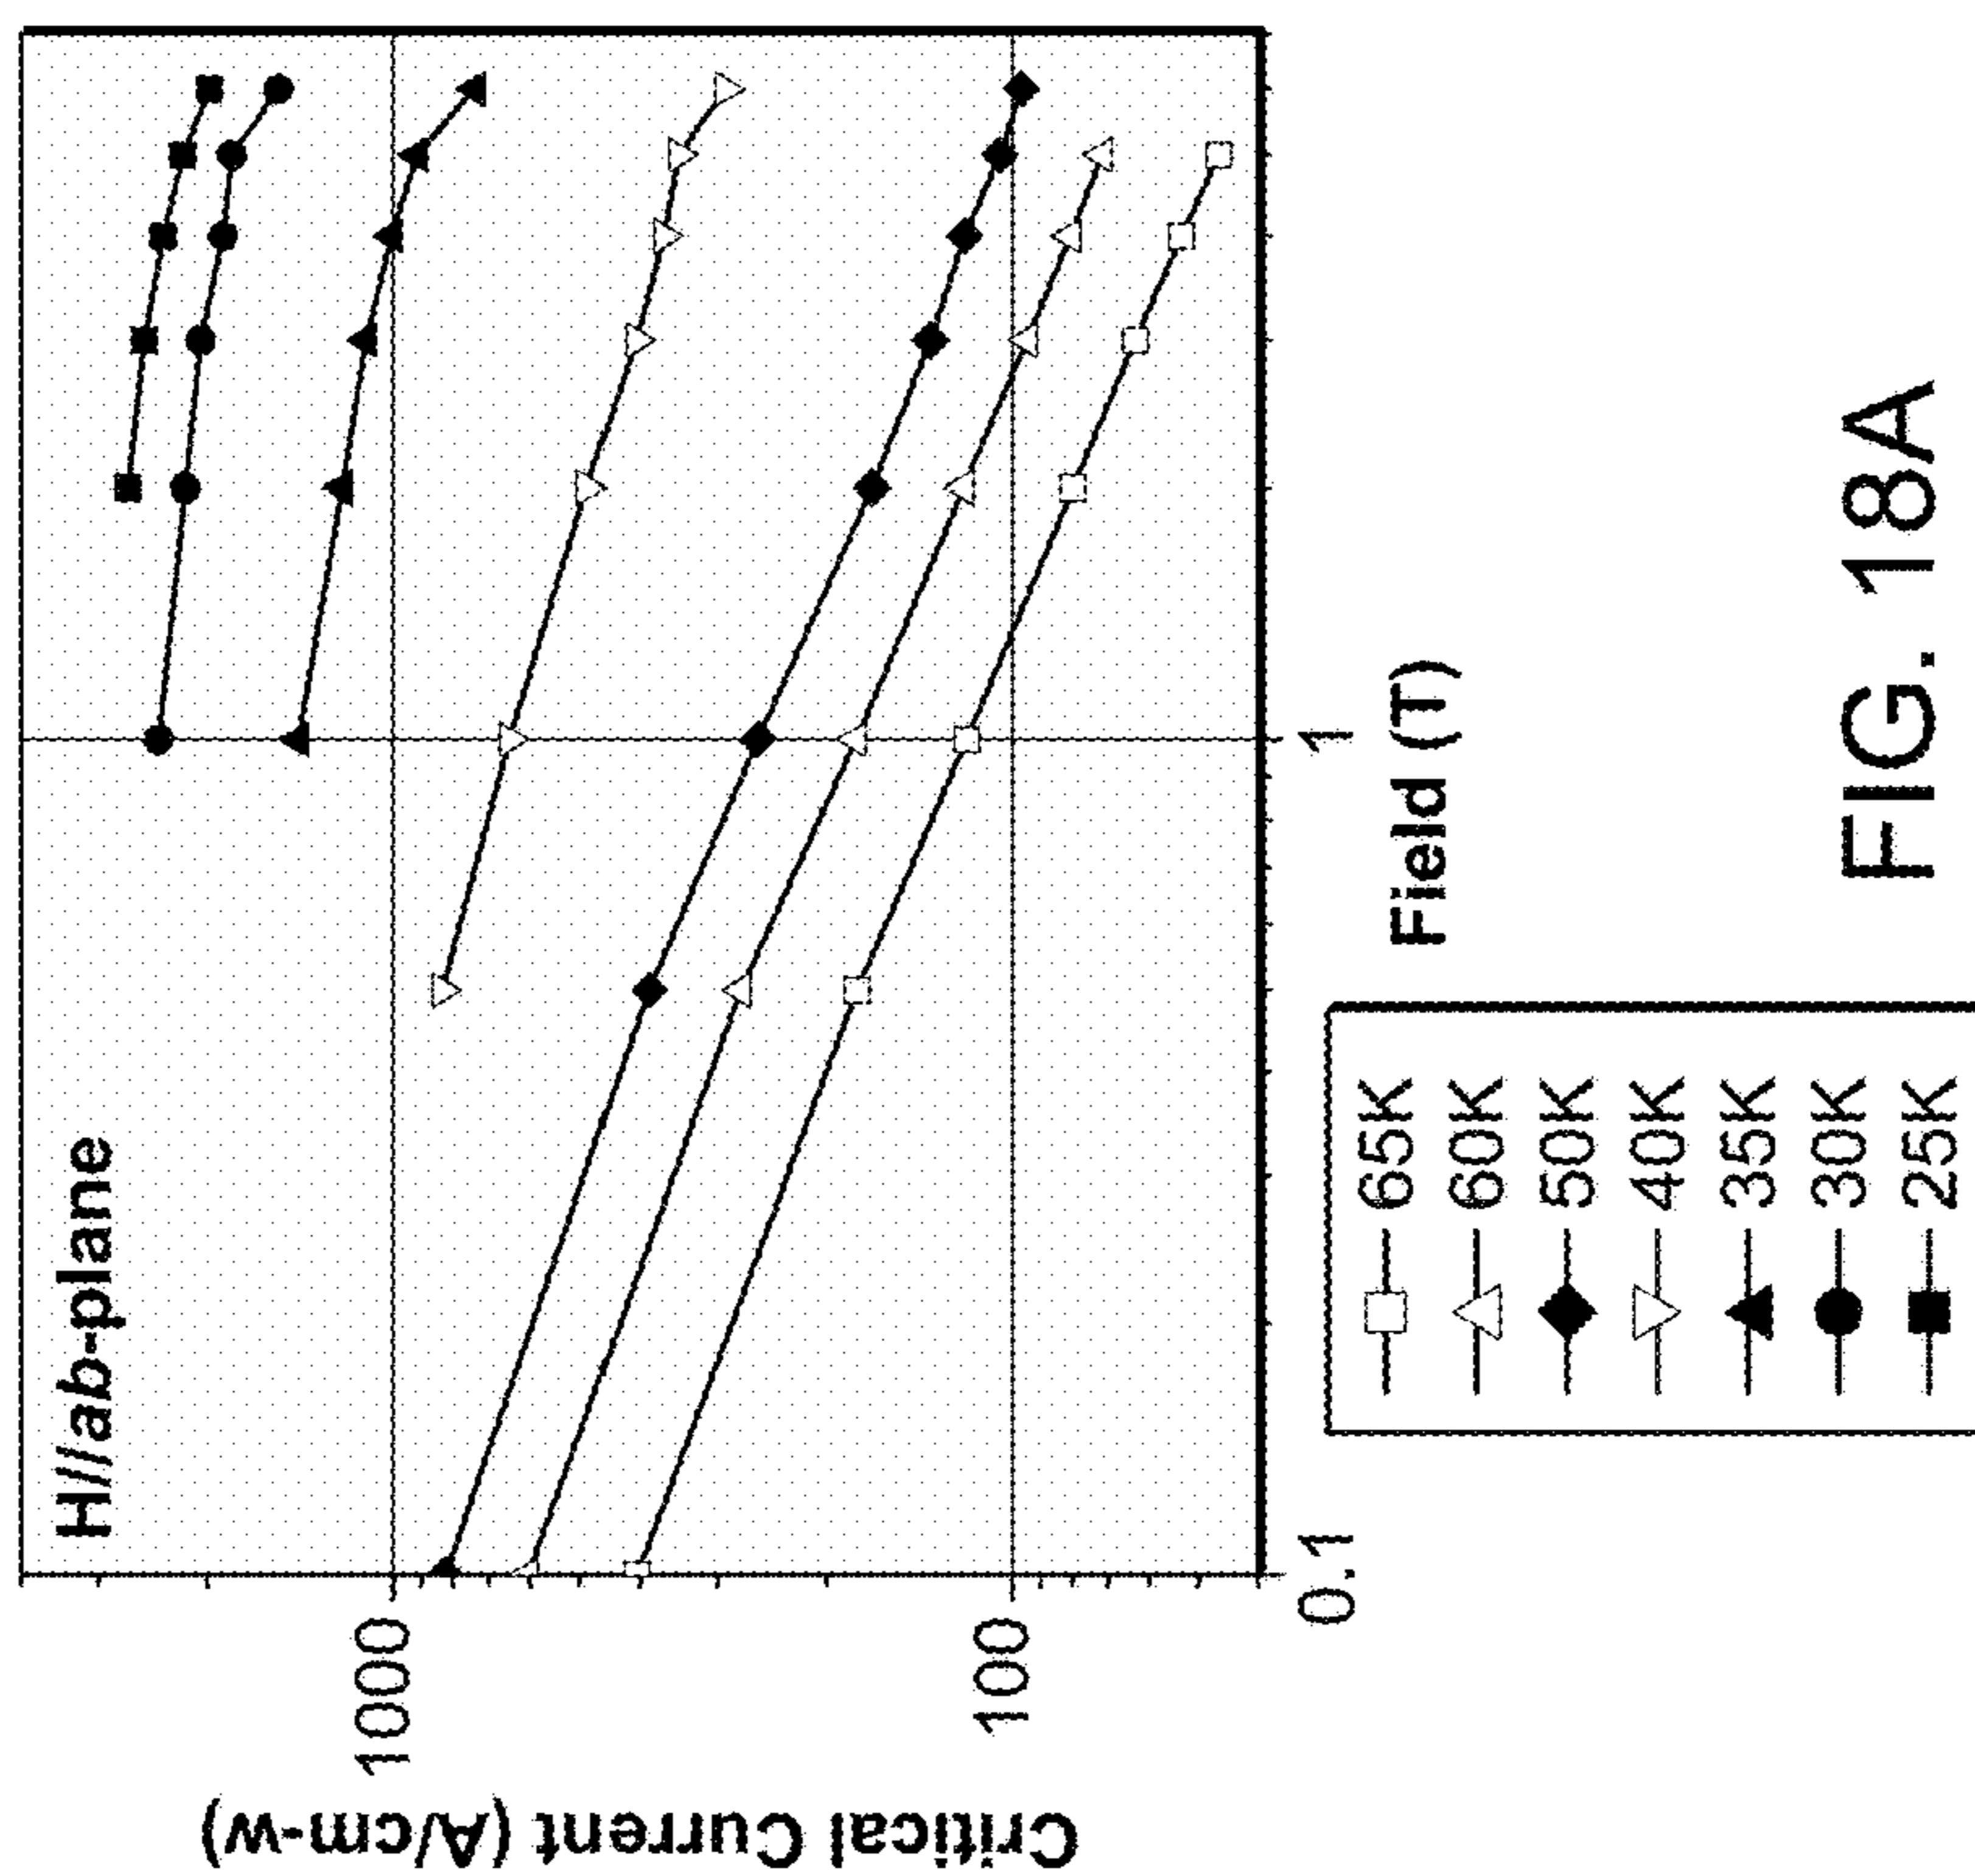 H//ab-plane
Critical Current (A/cm-w)
1000
100
0.1
1
Field (T)
65K
60K
50K
40K
35K
30K
25K
FIG. 18A